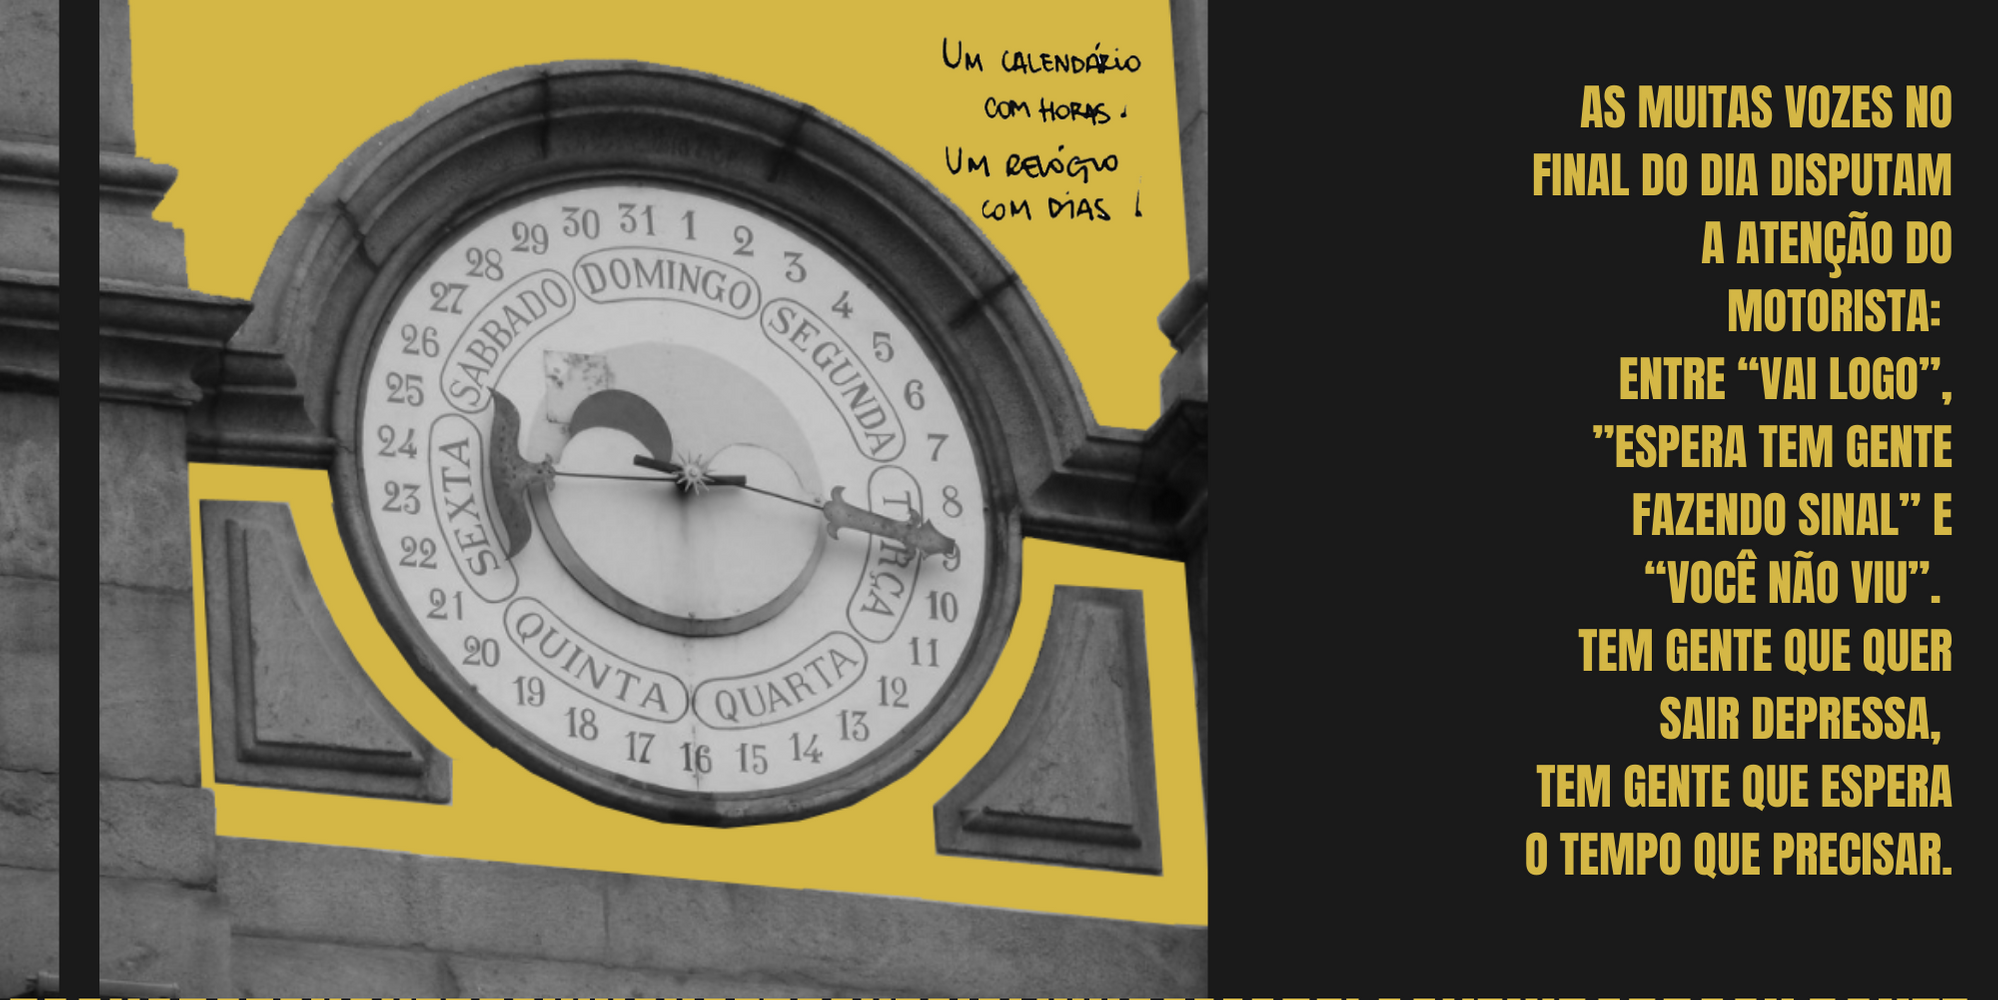 UM CALENDÁRIO
COM HORAS.
UM RELÓGIO
COM DIAS!
30 31 1 2 3 4 5 6 7 8 9 10 11 12 13 14 15 16 17 18 19 20 21 22 23 24 25 26 27 28 29
DOMINGO
SEGUNDA
TERÇA
QUARTA
QUINTA
SEXTA
SABBADO
AS MUITAS VOZES NO
FINAL DO DIA DISPUTAM
A ATENÇÃO DO
MOTORISTA:
ENTRE “VAI LOGO”,
”ESPERA TEM GENTE
FAZENDO SINAL” E
“VOCÊ NÃO VIU”.
TEM GENTE QUE QUER
SAIR DEPRESSA,
TEM GENTE QUE ESPERA
O TEMPO QUE PRECISAR.